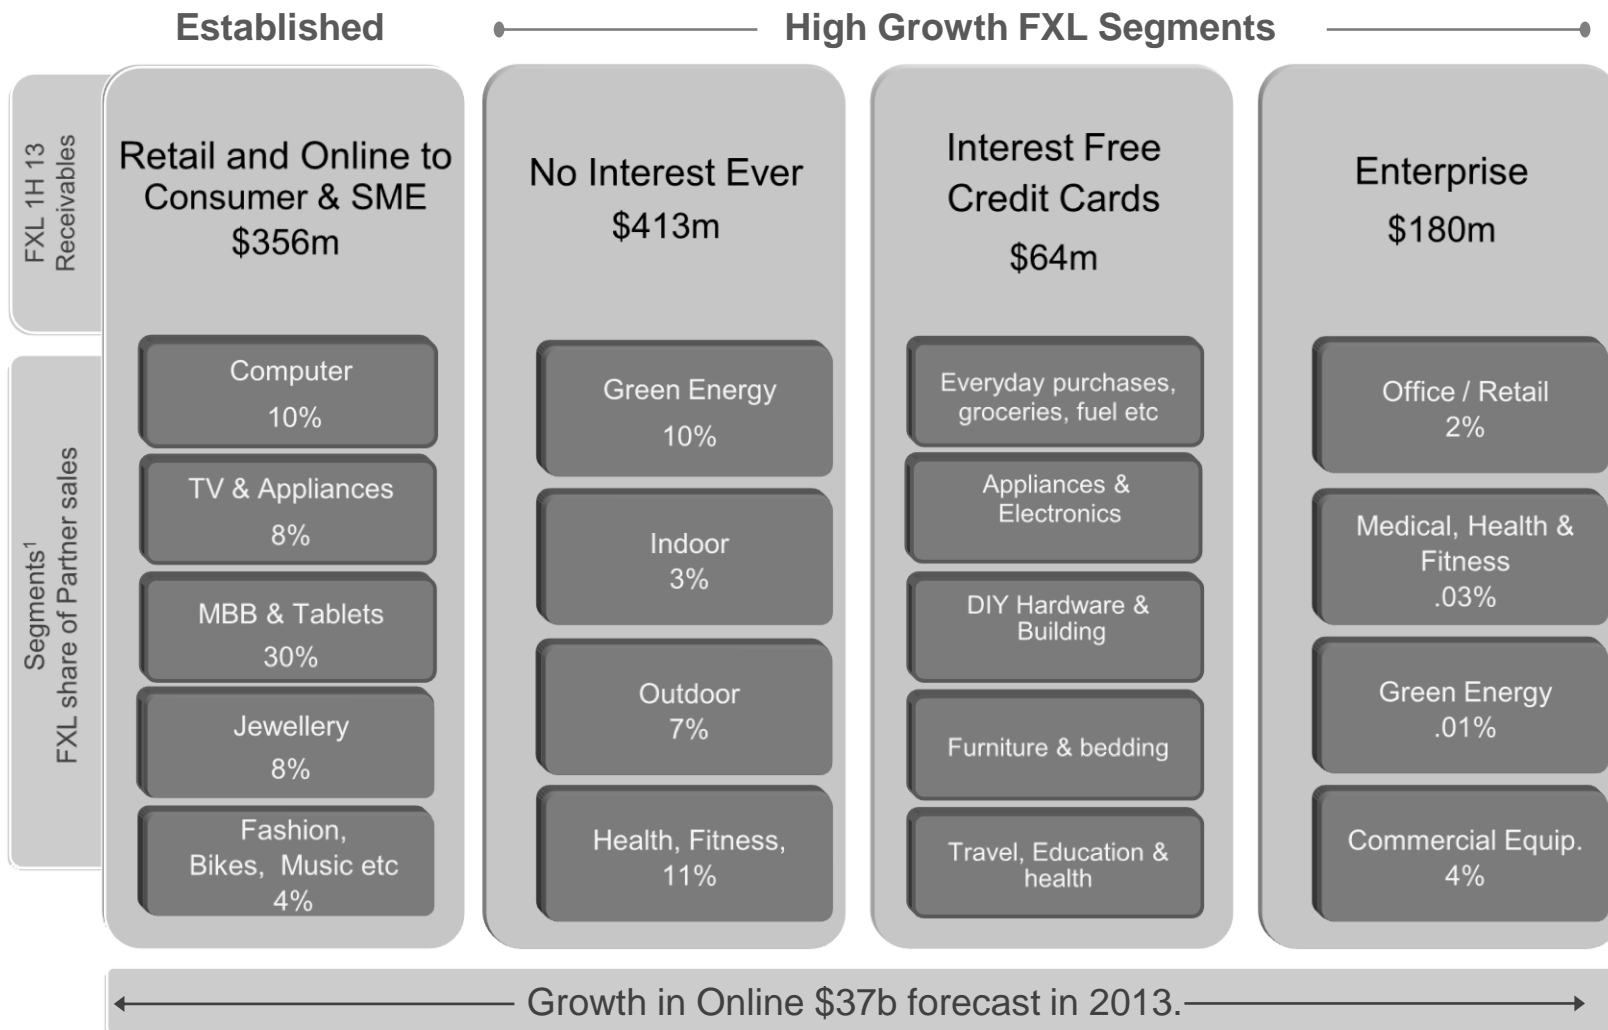 Established
High Growth FXL Segments
FXL 1H 13
Receivables
Retail and Online to
Consumer & SME
$356m
No Interest Ever
$413m
Interest Free
Credit Cards
$64m
Enterprise
$180m
Segments1
FXL share of Partner sales
Computer
10%
TV & Appliances
8%
MBB & Tablets
30%
Jewellery
8%
Fashion,
Bikes, Music etc
4%
Green Energy
10%
Indoor
3%
Outdoor
7%
Health, Fitness,
11%
Everyday purchases,
groceries, fuel etc
Appliances &
Electronics
DIY Hardware &
Building
Furniture & bedding
Travel, Education &
health
Office / Retail
2%
Medical, Health &
Fitness
.03%
Green Energy
.01%
Commercial Equip.
4%
Growth in Online $37b forecast in 2013.